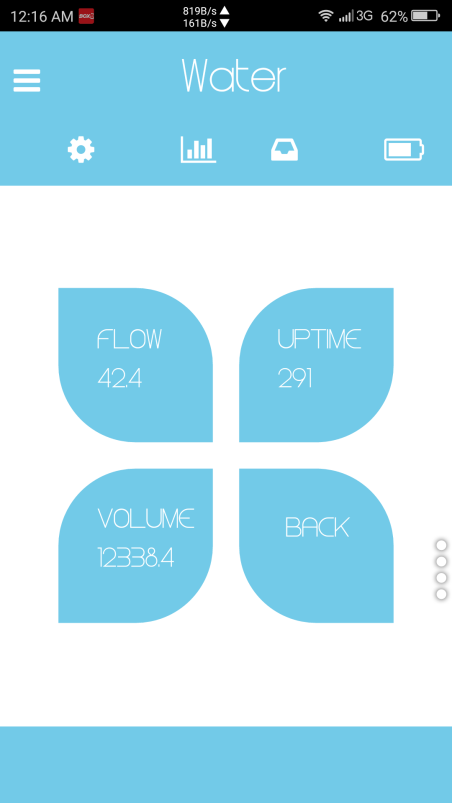 12:16 AM
819B/s
161B/s
3G
62%
Water
FLOW
42.4
UPTIME
291
VOLUME
12338.4
BACK